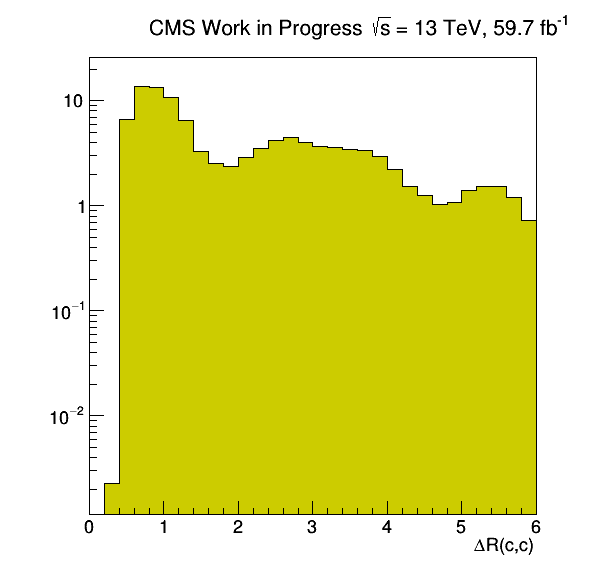 CMS Work in Progress √s = 13 TeV, 59.7 fb⁻¹
10
1
10⁻¹
10⁻²
0 1 2 3 4 5 6
ΔR(c,c)